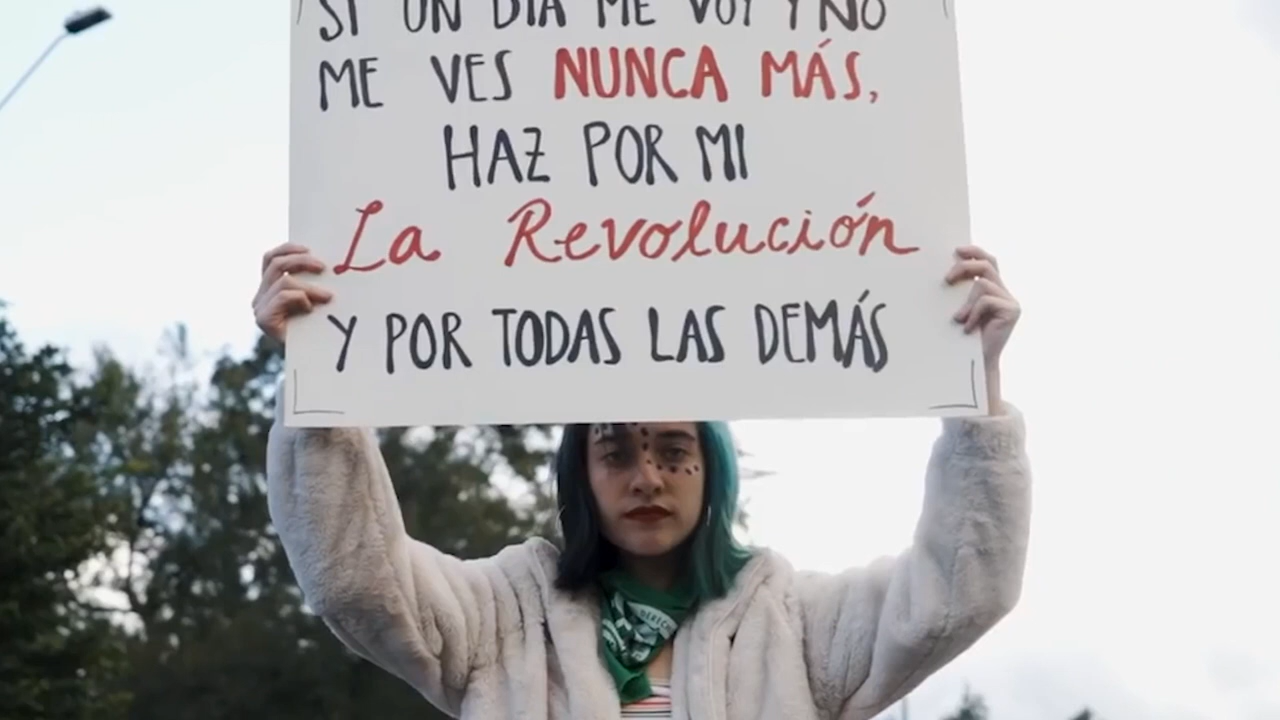 SI UN DIA ME VOY Y NO
ME VES NUNCA MÁS,
HAZ POR MI
La Revolución
Y POR TODAS LAS DEMÁS